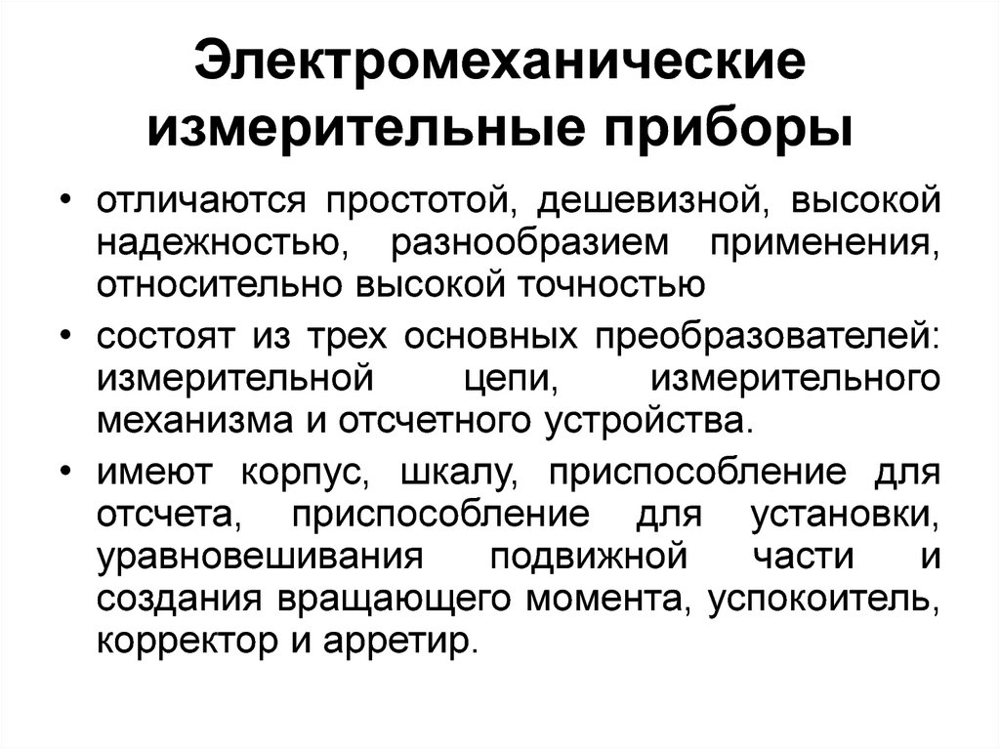 Электромеханические
измерительные приборы
• отличаются простотой, дешевизной, высокой
надежностью, разнообразием применения,
относительно высокой точностью
• состоят из трех основных преобразователей:
измерительной цепи, измерительного
механизма и отсчетного устройства.
• имеют корпус, шкалу, приспособление для
отсчета, приспособление для установки,
уравновешивания подвижной части и
создания вращающего момента, успокоитель,
корректор и арретир.